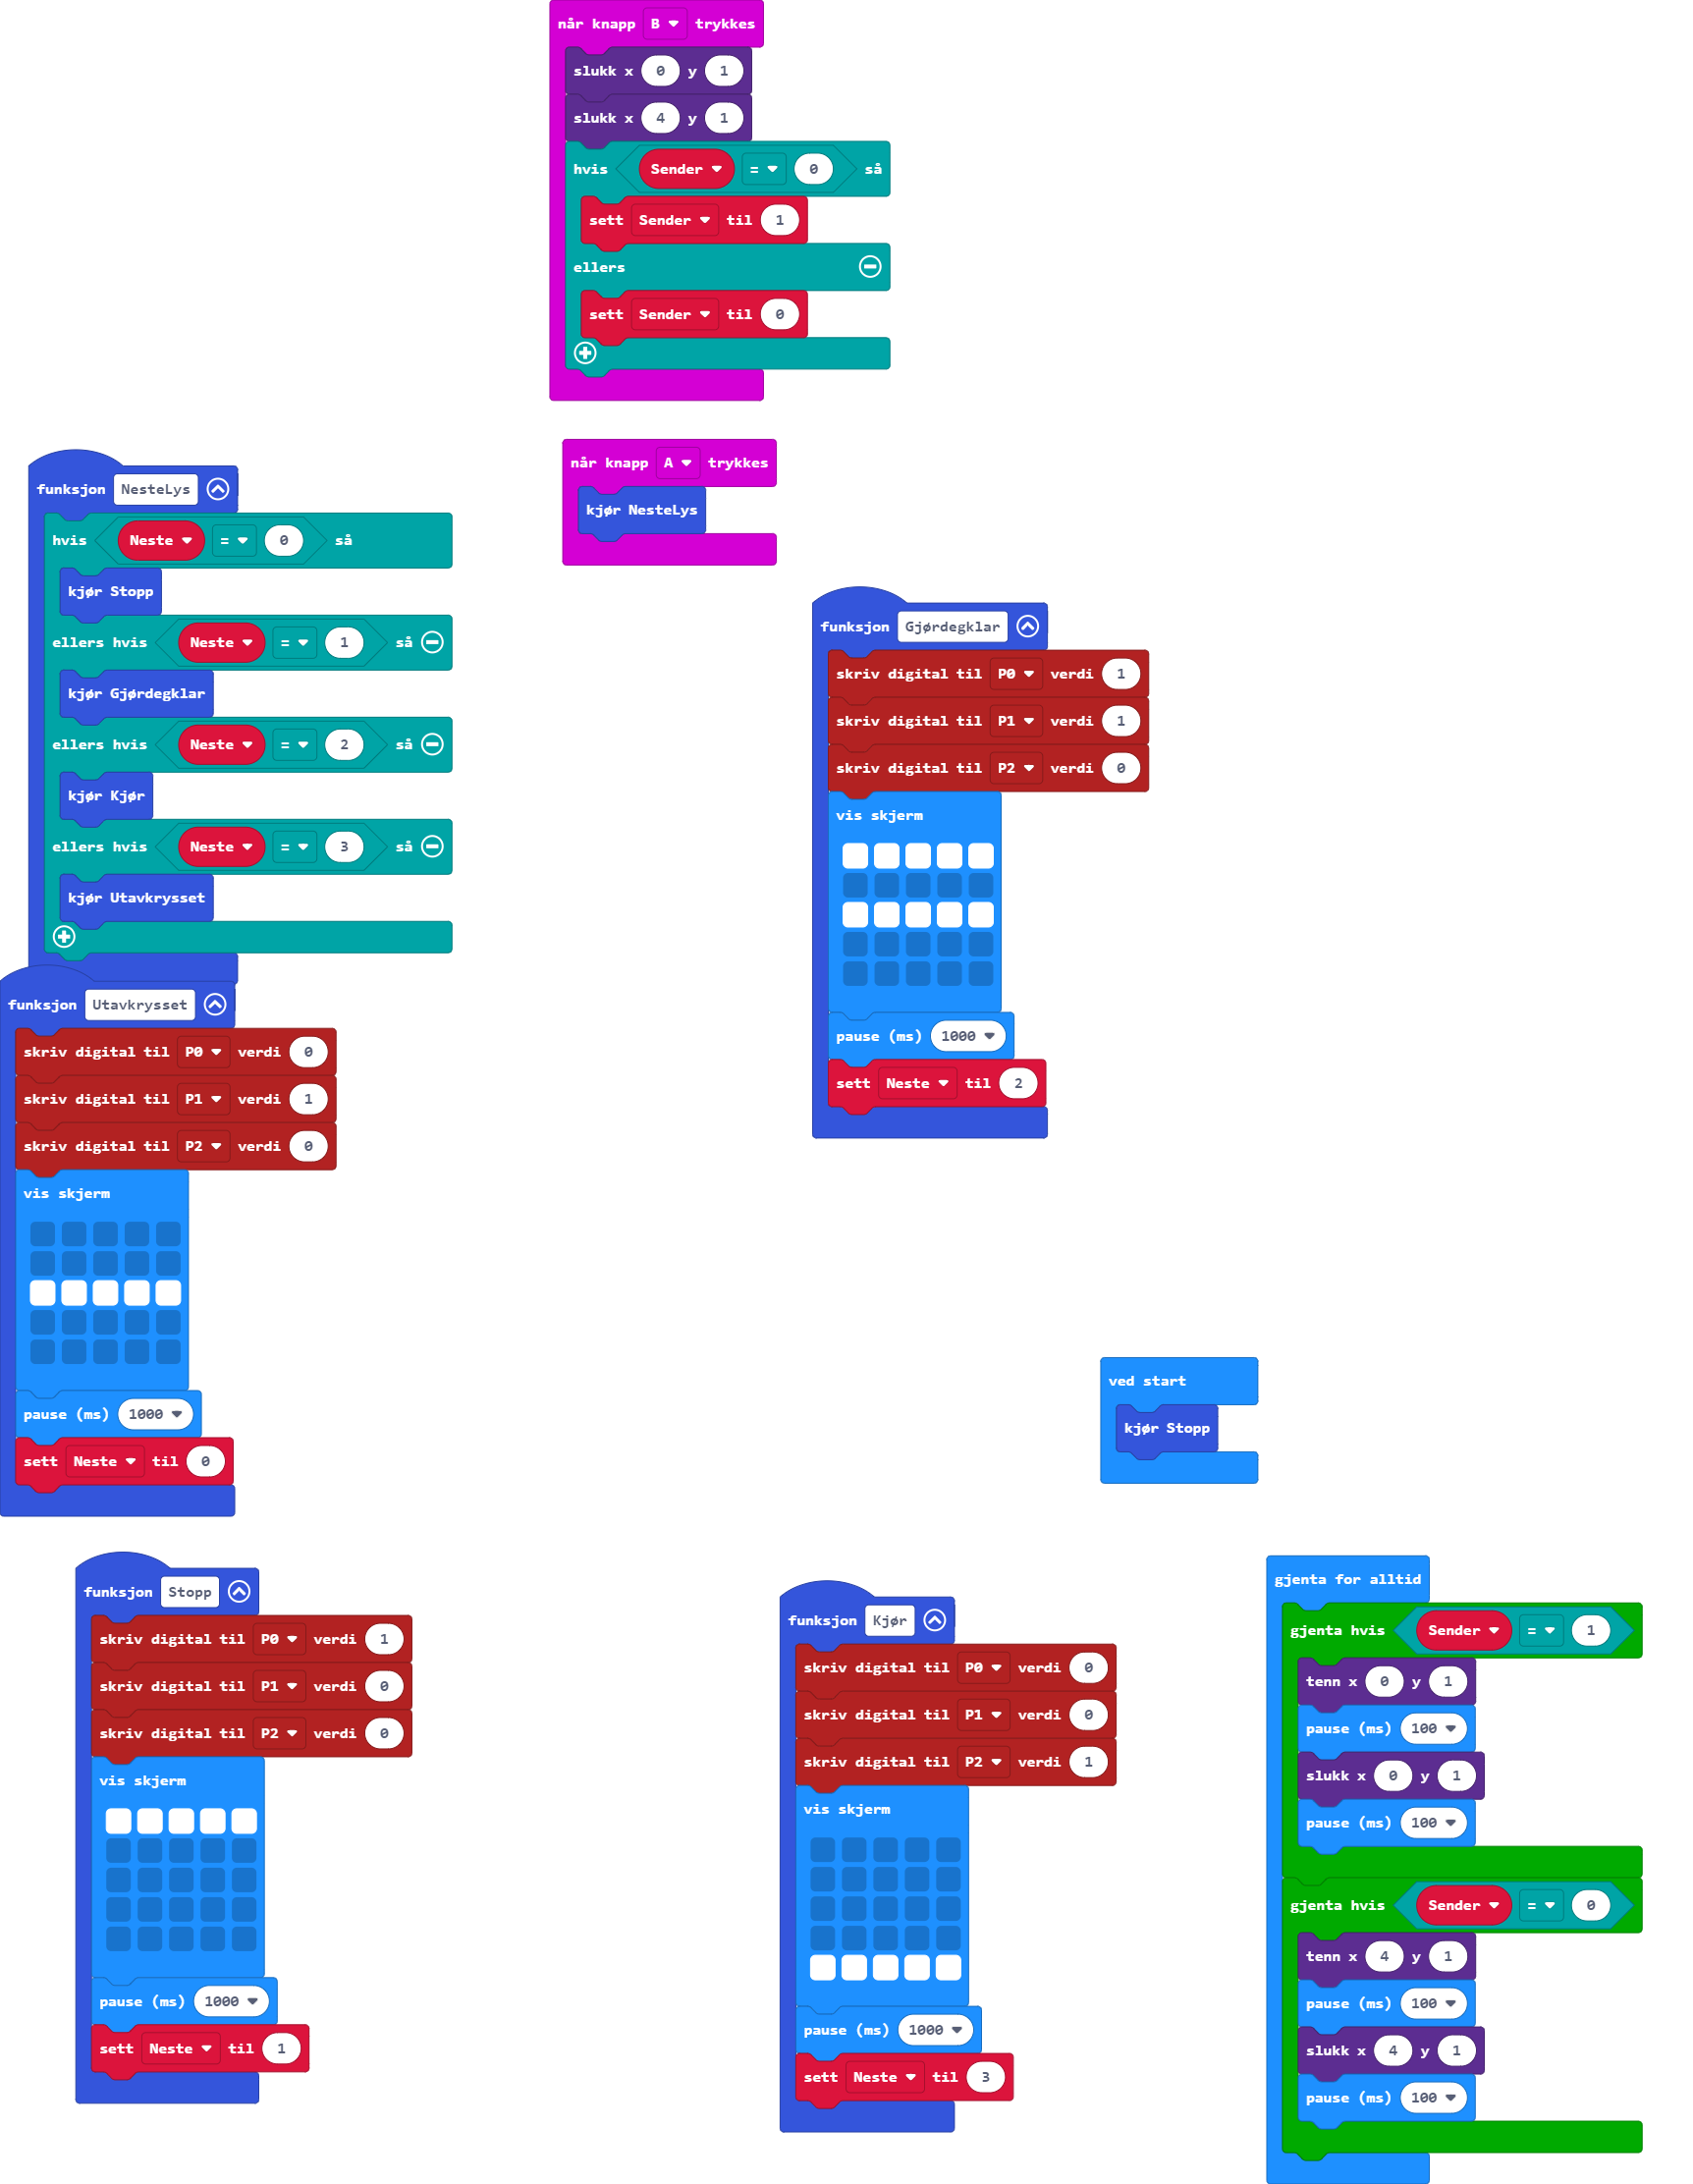 når knapp B trykkes
slukk x 0 y 1
slukk x 4 y 1
hvis Sender = 0 så
sett Sender til 1
ellers
sett Sender til 0
når knapp A trykkes
kjør NesteLys
funksjon NesteLys
hvis Neste = 0 så
kjør Stopp
ellers hvis Neste = 1 så
kjør Gjørdegklar
ellers hvis Neste = 2 så
kjør Kjør
ellers hvis Neste = 3 så
kjør Utavkrysset
funksjon Gjørdegklar
skriv digital til P0 verdi 1
skriv digital til P1 verdi 1
skriv digital til P2 verdi 0
vis skjerm
pause (ms) 1000
sett Neste til 2
funksjon Utavkrysset
skriv digital til P0 verdi 0
skriv digital til P1 verdi 1
skriv digital til P2 verdi 0
vis skjerm
pause (ms) 1000
sett Neste til 0
ved start
kjør Stopp
funksjon Stopp
skriv digital til P0 verdi 1
skriv digital til P1 verdi 0
skriv digital til P2 verdi 0
vis skjerm
pause (ms) 1000
sett Neste til 1
funksjon Kjør
skriv digital til P0 verdi 0
skriv digital til P1 verdi 0
skriv digital til P2 verdi 1
vis skjerm
pause (ms) 1000
sett Neste til 3
gjenta for alltid
gjenta hvis Sender = 1
tenn x 0 y 1
pause (ms) 100
slukk x 0 y 1
pause (ms) 100
gjenta hvis Sender = 0
tenn x 4 y 1
pause (ms) 100
slukk x 4 y 1
pause (ms) 100